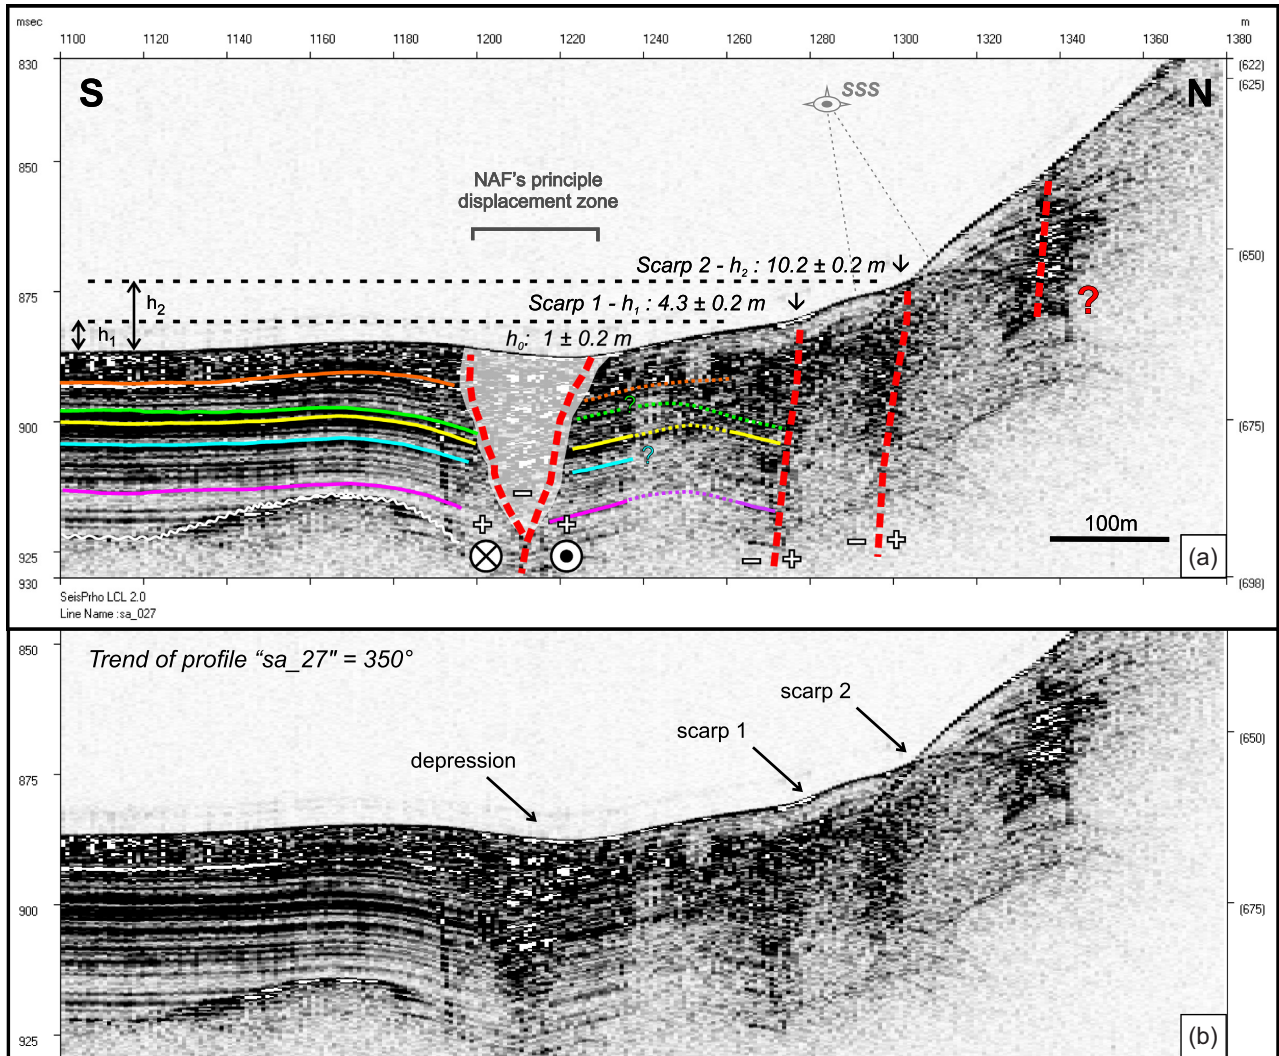 msec
m
1100 1120 1140 1160 1180 1200 1220 1240 1260 1280 1300 1320 1340 1360 1380
830
(622)
(625)
S
SSS
N
850
NAF's principle
displacement zone
(650)
Scarp 2 - h2 : 10.2 ± 0.2 m
875
h2
Scarp 1 - h1 : 4.3 ± 0.2 m
?
h1
h0: 1 ± 0.2 m
?
900
(675)
?
−
+ +
100m
925
− + − +
(a)
930
(698)
SeisPrho LCL 2.0
Line Name :sa_027
850
Trend of profile “sa_27" = 350°
scarp 2
scarp 1
(650)
depression
875
900
(675)
925
(b)